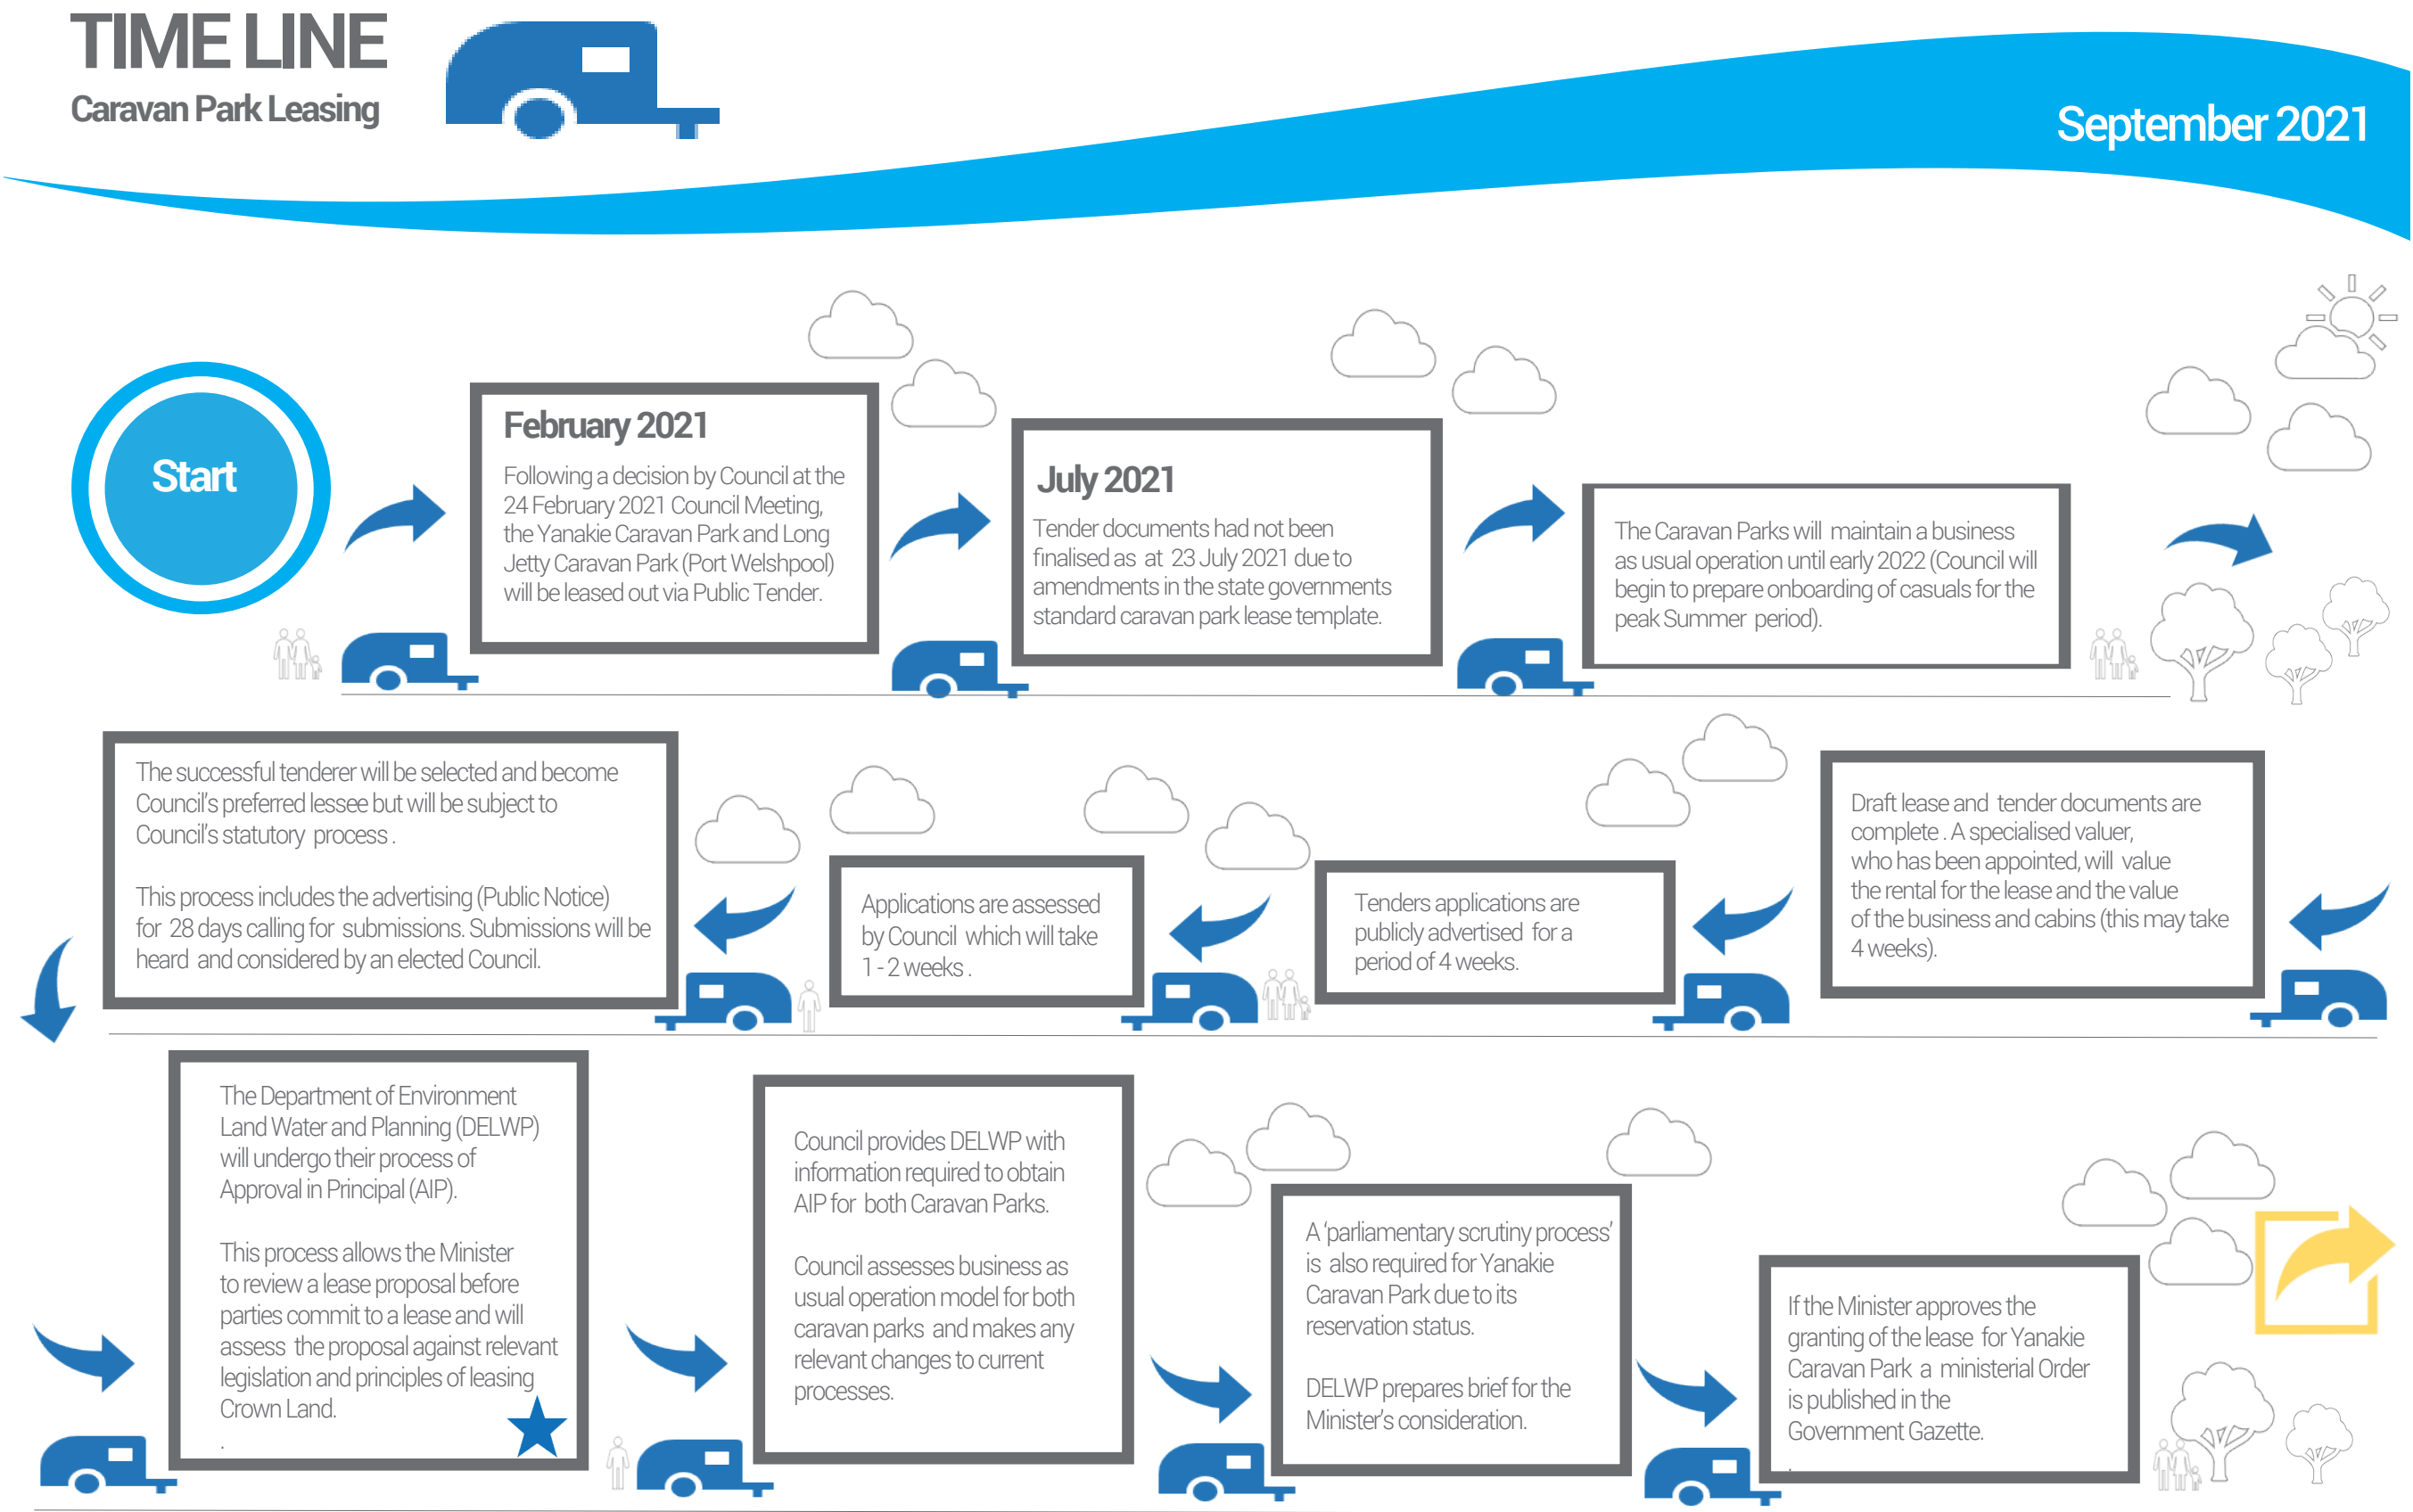 TIME LINE
Caravan Park Leasing
September 2021
Start
February 2021
Following a decision by Council at the
24 February 2021 Council Meeting,
the Yanakie Caravan Park and Long
Jetty Caravan Park (Port Welshpool)
will be leased out via Public Tender.
July 2021
Tender documents had not been
finalised as at 23 July 2021 due to
amendments in the state governments
standard caravan park lease template.
The Caravan Parks will maintain a business
as usual operation until early 2022 (Council will
begin to prepare onboarding of casuals for the
peak Summer period).
Draft lease and tender documents are
complete . A specialised valuer,
who has been appointed, will value
the rental for the lease and the value
of the business and cabins (this may take
4 weeks).
Tenders applications are
publicly advertised for a
period of 4 weeks.
Applications are assessed
by Council which will take
1 - 2 weeks .
The successful tenderer will be selected and become
Council's preferred lessee but will be subject to
Council's statutory process .
This process includes the advertising (Public Notice)
for 28 days calling for submissions. Submissions will be
heard and considered by an elected Council.
The Department of Environment
Land Water and Planning (DELWP)
will undergo their process of
Approval in Principal (AIP).
This process allows the Minister
to review a lease proposal before
parties commit to a lease and will
assess the proposal against relevant
legislation and principles of leasing
Crown Land.
.
Council provides DELWP with
information required to obtain
AIP for both Caravan Parks.
Council assesses business as
usual operation model for both
caravan parks and makes any
relevant changes to current
processes.
A 'parliamentary scrutiny process'
is also required for Yanakie
Caravan Park due to its
reservation status.
DELWP prepares brief for the
Minister's consideration.
If the Minister approves the
granting of the lease for Yanakie
Caravan Park a ministerial Order
is published in the
Government Gazette.
.